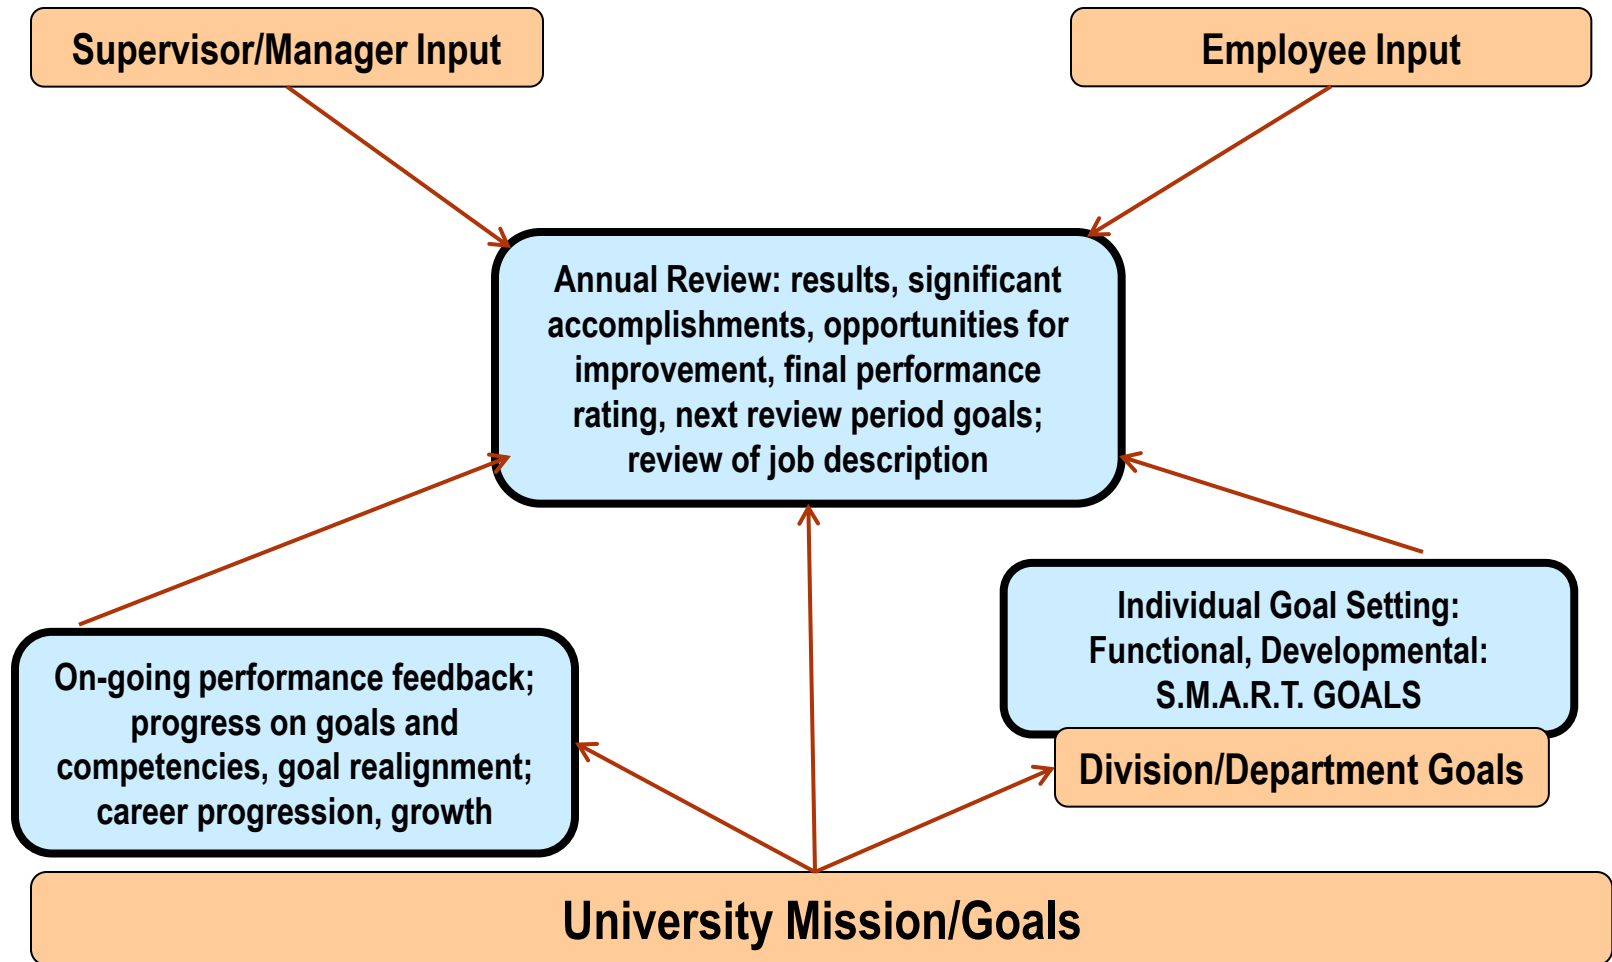 Supervisor/Manager Input
Employee Input
Annual Review: results, significant
accomplishments, opportunities for
improvement, final performance
rating, next review period goals;
review of job description
On-going performance feedback;
progress on goals and
competencies, goal realignment;
career progression, growth
Individual Goal Setting:
Functional, Developmental:
S.M.A.R.T. GOALS
Division/Department Goals
University Mission/Goals